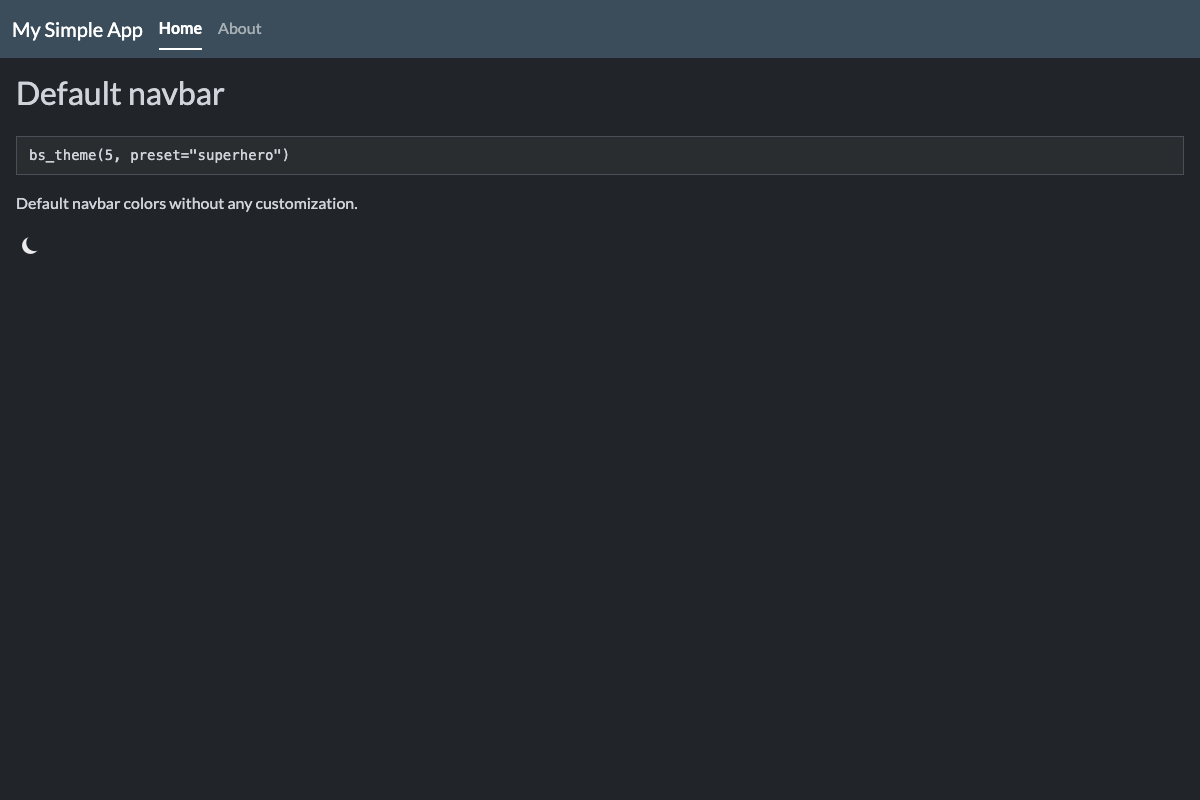 My Simple App Home About
Default navbar
bs_theme(5, preset="superhero")
Default navbar colors without any customization.